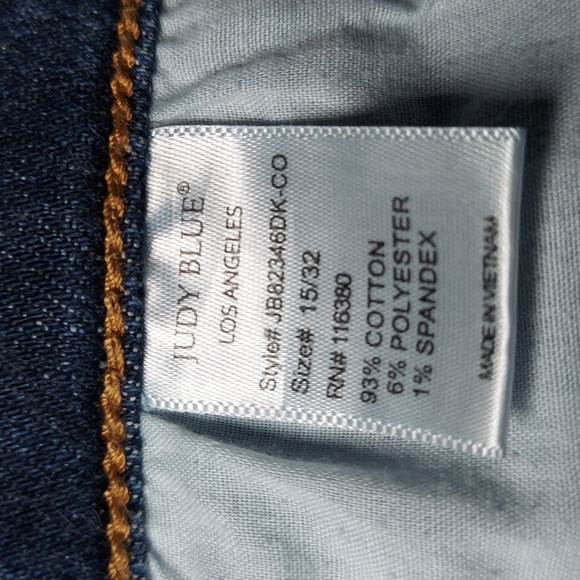 JUDY BLUE®
LOS ANGELES
Style# JB82346DK-CO
Size# 15/32
RN# 116380
93% COTTON
6% POLYESTER
1% SPANDEX
MADE IN VIETNAM